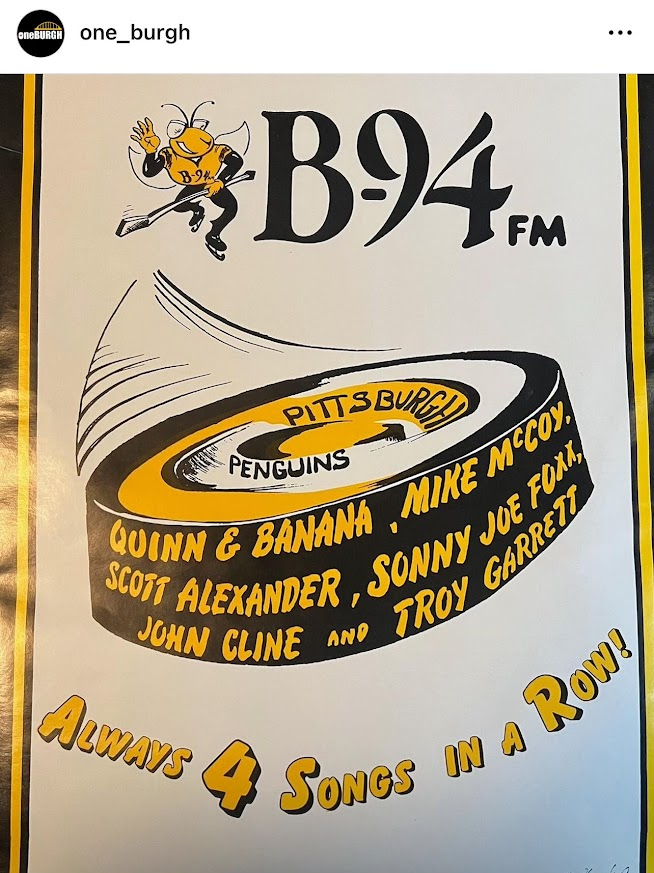 oneBURGH
one_burgh
B-94
B-94 FM
PITTSBURGH
PENGUINS
QUINN & BANANA, MIKE McCOY,
SCOTT ALEXANDER, SONNY JOE FOXX,
JOHN CLINE AND TROY GARRETT
ALWAYS 4 SONGS IN A ROW!